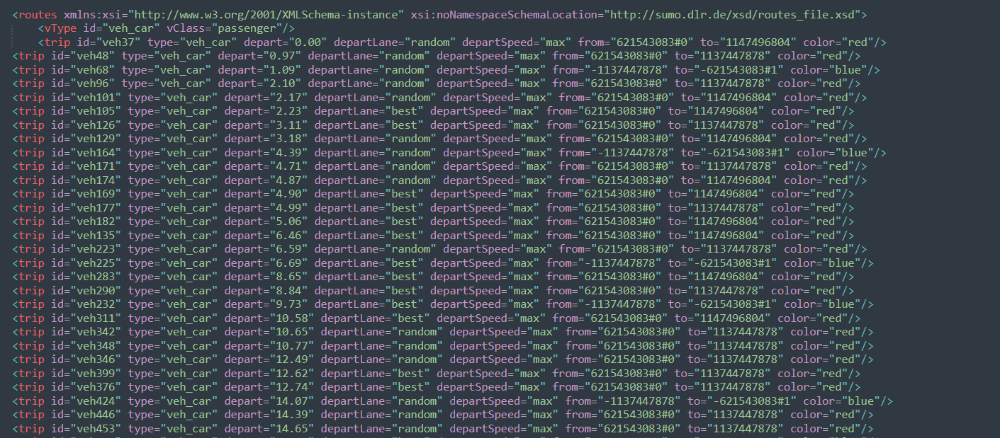 <routes xmlns:xsi="http://www.w3.org/2001/XMLSchema-instance" xsi:noNamespaceSchemaLocation="http://sumo.dlr.de/xsd/routes_file.xsd">
<vType id="veh_car" vClass="passenger"/>
<trip id="veh37" type="veh_car" depart="0.00" departLane="random" departSpeed="max" from="621543083#0" to="1147496804" color="red"/>
<trip id="veh48" type="veh_car" depart="0.97" departLane="random" departSpeed="max" from="621543083#0" to="1137447878" color="red"/>
<trip id="veh68" type="veh_car" depart="1.09" departLane="random" departSpeed="max" from="-1137447878" to="-621543083#1" color="blue"/>
<trip id="veh96" type="veh_car" depart="2.10" departLane="random" departSpeed="max" from="621543083#0" to="1137447878" color="red"/>
<trip id="veh101" type="veh_car" depart="2.17" departLane="random" departSpeed="max" from="621543083#0" to="1147496804" color="red"/>
<trip id="veh105" type="veh_car" depart="2.23" departLane="best" departSpeed="max" from="621543083#0" to="1147496804" color="red"/>
<trip id="veh126" type="veh_car" depart="3.11" departLane="best" departSpeed="max" from="621543083#0" to="1137447878" color="red"/>
<trip id="veh129" type="veh_car" depart="3.18" departLane="random" departSpeed="max" from="621543083#0" to="1147496804" color="red"/>
<trip id="veh164" type="veh_car" depart="4.39" departLane="random" departSpeed="max" from="-1137447878" to="-621543083#1" color="blue"/>
<trip id="veh171" type="veh_car" depart="4.71" departLane="random" departSpeed="max" from="621543083#0" to="1137447878" color="red"/>
<trip id="veh174" type="veh_car" depart="4.87" departLane="random" departSpeed="max" from="621543083#0" to="1147496804" color="red"/>
<trip id="veh169" type="veh_car" depart="4.90" departLane="best" departSpeed="max" from="621543083#0" to="1147496804" color="red"/>
<trip id="veh177" type="veh_car" depart="4.99" departLane="best" departSpeed="max" from="621543083#0" to="1137447878" color="red"/>
<trip id="veh182" type="veh_car" depart="5.06" departLane="best" departSpeed="max" from="621543083#0" to="1147496804" color="red"/>
<trip id="veh135" type="veh_car" depart="6.46" departLane="best" departSpeed="max" from="621543083#0" to="1147496804" color="red"/>
<trip id="veh223" type="veh_car" depart="6.59" departLane="random" departSpeed="max" from="621543083#0" to="1137447878" color="red"/>
<trip id="veh225" type="veh_car" depart="6.69" departLane="best" departSpeed="max" from="-1137447878" to="-621543083#1" color="blue"/>
<trip id="veh283" type="veh_car" depart="8.65" departLane="best" departSpeed="max" from="621543083#0" to="1147496804" color="red"/>
<trip id="veh290" type="veh_car" depart="8.84" departLane="best" departSpeed="max" from="621543083#0" to="1137447878" color="red"/>
<trip id="veh232" type="veh_car" depart="9.73" departLane="best" departSpeed="max" from="-1137447878" to="-621543083#1" color="blue"/>
<trip id="veh311" type="veh_car" depart="10.58" departLane="best" departSpeed="max" from="621543083#0" to="1147496804" color="red"/>
<trip id="veh342" type="veh_car" depart="10.65" departLane="random" departSpeed="max" from="621543083#0" to="1137447878" color="red"/>
<trip id="veh348" type="veh_car" depart="10.77" departLane="random" departSpeed="max" from="621543083#0" to="1137447878" color="red"/>
<trip id="veh346" type="veh_car" depart="12.49" departLane="random" departSpeed="max" from="621543083#0" to="1137447878" color="red"/>
<trip id="veh399" type="veh_car" depart="12.62" departLane="best" departSpeed="max" from="621543083#0" to="1137447878" color="red"/>
<trip id="veh376" type="veh_car" depart="12.74" departLane="best" departSpeed="max" from="621543083#0" to="1137447878" color="red"/>
<trip id="veh424" type="veh_car" depart="14.07" departLane="random" departSpeed="max" from="-1137447878" to="-621543083#1" color="blue"/>
<trip id="veh446" type="veh_car" depart="14.39" departLane="random" departSpeed="max" from="621543083#0" to="1137447878" color="red"/>
<trip id="veh453" type="veh_car" depart="14.65" departLane="random" departSpeed="max" from="621543083#0" to="1137447878" color="red"/>